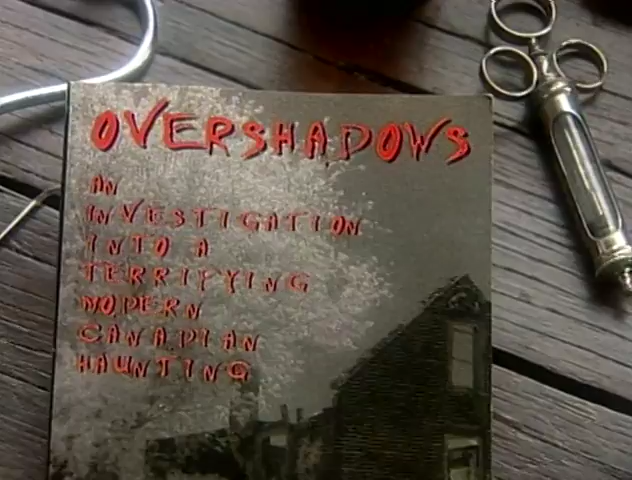 OVERSHADOWS
AN
INVESTIGATION
INTO A
TERRIFYING
MODERN
CANADIAN
HAUNTING